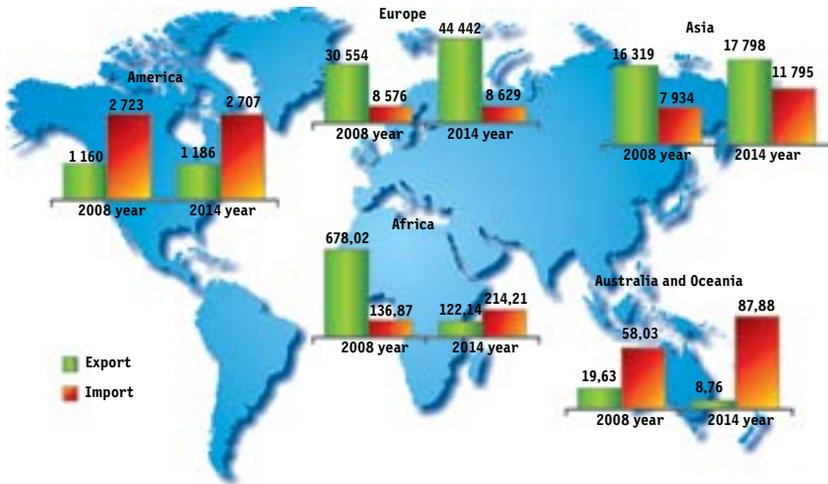 Europe
44 442
30 554
8 576
8 629
2008 year
2014 year
Asia
16 319
17 798
7 934
11 795
2008 year
2014 year
America
2 723
2 707
1 160
1 186
2008 year
2014 year
Africa
678,02
136,87
122,14
214,21
2008 year
2014 year
Australia and Oceania
87,88
58,03
19,63
8,76
2008 year
2014 year
Export
Import